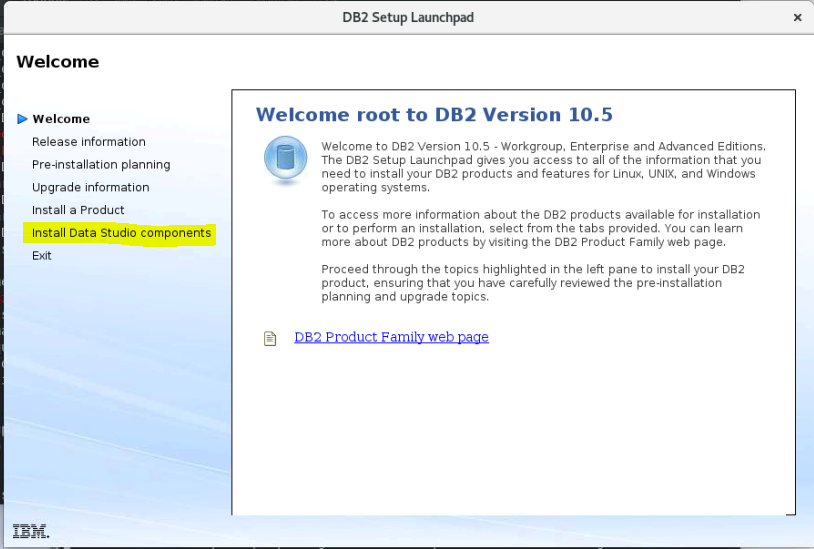 DB2 Setup Launchpad
Welcome
Welcome
Release information
Pre-installation planning
Upgrade information
Install a Product
Install Data Studio components
Exit
Welcome root to DB2 Version 10.5
Welcome to DB2 Version 10.5 - Workgroup, Enterprise and Advanced Editions.
The DB2 Setup Launchpad gives you access to all of the information that you
need to install your DB2 products and features for Linux, UNIX, and Windows
operating systems.
To access more information about the DB2 products available for installation
or to perform an installation, select from the tabs provided. You can learn
more about DB2 products by visiting the DB2 Product Family web page.
Proceed through the topics highlighted in the left pane to install your DB2
product, ensuring that you have carefully reviewed the pre-installation
planning and upgrade topics.
DB2 Product Family web page
IBM.